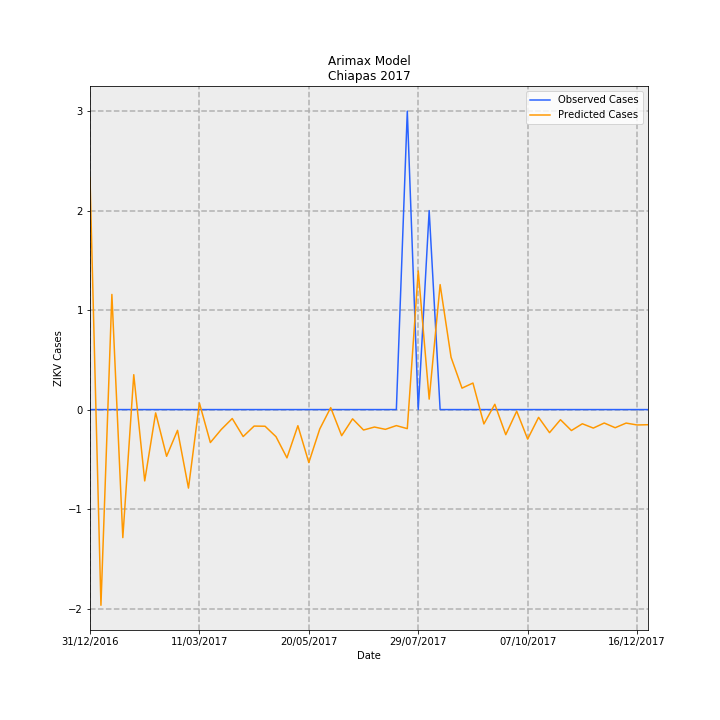 Arimax Model
Chiapas 2017
Observed Cases
Predicted Cases
3
2
1
0
−1
−2
ZIKV Cases
31/12/2016 11/03/2017 20/05/2017 29/07/2017 07/10/2017 16/12/2017
Date